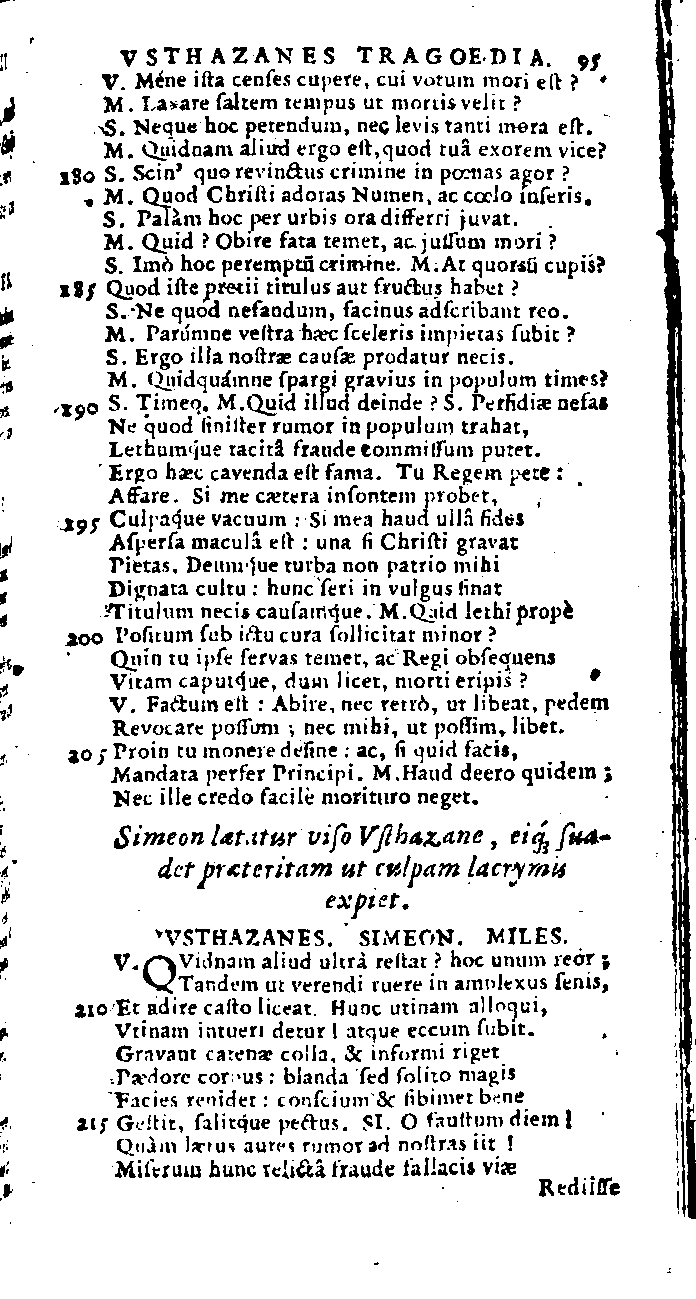 VSTHAZANES TRAGOEDIA. 95
V. Méne iſta cenſes cupere, cui votum mori eſt ?
M. Laxare ſaltem tempus ut mortis velit ?
S. Neque hoc petendum, nec levis tanti mora eſt.
M. Quidnam aliud ergo eſt, quod tuâ exorem vice?
180 S. Scin' quo revinctus crimine in pœnas agor ?
M. Quod Chriſti adoras Numen, ac cœlo inſeris.
S. Palàm hoc per urbis ora differri juvat.
M. Quid ? Obire fata temet, ac juſſum mori ?
S. Imò hoc peremptũ crimine. M. At quorsũ cupis?
185 Quod iſte pretii titulus aut fructus habet ?
S. Ne quod nefandum, facinus adſcribant reo.
M. Parúmne veſtra hæc ſceleris impietas ſubit ?
S. Ergo illa noſtræ cauſæ prodatur necis.
M. Quidquámne ſpargi gravius in populum times?
190 S. Timeo. M. Quid illud deinde ? S. Perfidiæ nefas
Ne quod ſiniſter rumor in populum trahat,
Lethumque tacitâ fraude commiſſum putet.
Ergo hæc cavenda eſt fama. Tu Regem pete :
Affare. Si me cætera inſontem probet,
295 Culpaque vacuum : Si mea haud ullâ fides
Aſperſa maculâ eſt : una ſi Chriſti gravat
Pietas, Deumque turba non patrio mihi
Dignata cultu : hunc ſeri in vulgus ſinat
Titulum necis cauſamque. M. Quid lethi propè
200 Poſitum ſub ictu cura ſollicitat minor ?
Quin tu ipſe ſervas temet, ac Regi obſequens
Vitam caputque, dum licet, morti eripis ?
V. Factum eſt : Abire, nec retrò, ut libeat, pedem
Revocare poſſum ; nec mihi, ut poſſim, libet.
205 Proin tu monere deſine : ac, ſi quid facis,
Mandata perfer Principi. M. Haud deero quidem ;
Nec ille credo facilè morituro neget.
Simeon lætatur viſo Vſthazane, eiq́; ſua-
det præteritam ut culpam lacrymis
expiet.
VSTHAZANES. SIMEON. MILES.
V. QVidnam aliud ultrà reſtat ? hoc unum reor ;
Tandem ut verendi ruere in amplexus ſenis,
210 Et adire caſto liceat. Hunc utinam alloqui,
Vtinam intueri detur ! atque eccum ſubit.
Gravant catenæ colla, & informi riget
Pædore corpus : blanda ſed ſolito magis
Facies renidet : conſcium & ſibimet bene
215 Geſtit, ſalitque pectus. SI. O fauſtum diem !
Quàm lætus aures rumor ad noſtras iit !
Miſerum hunc relictâ fraude fallacis viæ
Rediiſſe